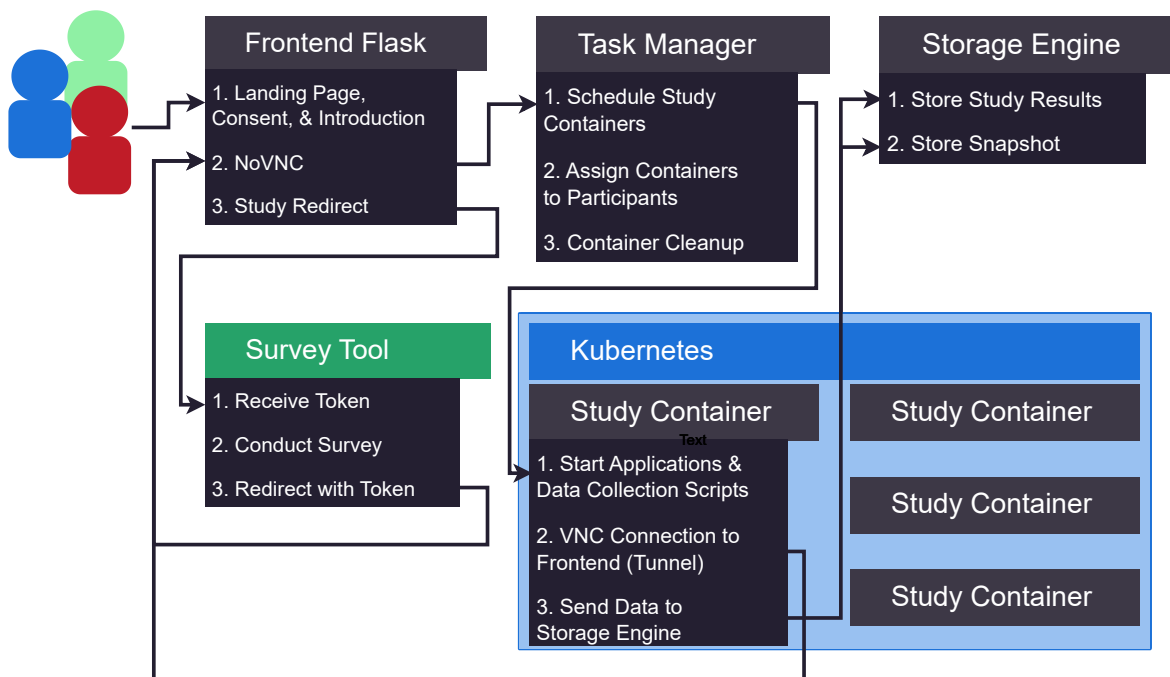 Frontend Flask
1. Landing Page,
Consent, & Introduction
2. NoVNC
3. Study Redirect
Task Manager
1. Schedule Study
Containers
2. Assign Containers
to Participants
3. Container Cleanup
Storage Engine
1. Store Study Results
2. Store Snapshot
Survey Tool
1. Receive Token
2. Conduct Survey
3. Redirect with Token
Kubernetes
Study Container
Text
1. Start Applications &
Data Collection Scripts
2. VNC Connection to
Frontend (Tunnel)
3. Send Data to
Storage Engine
Study Container
Study Container
Study Container